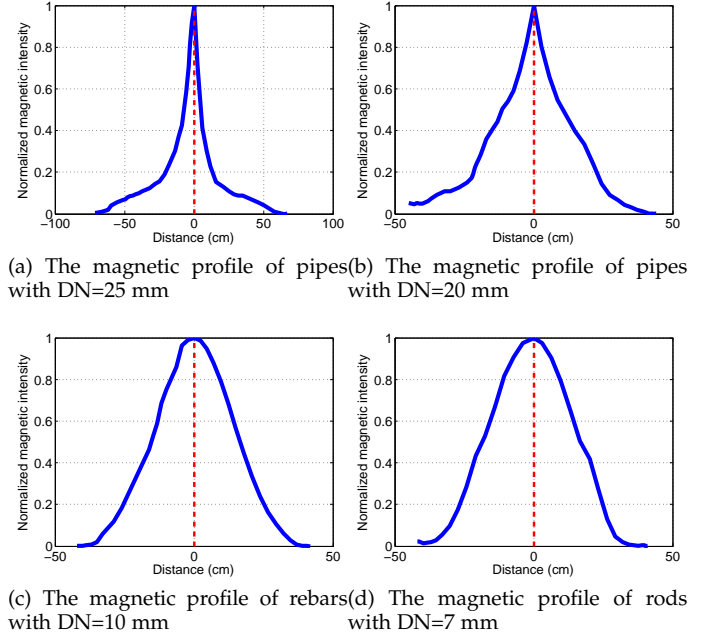 1
0.8
0.6
0.4
0.2
0
Normalized magnetic intensity
−100 −50 0 50 100
Distance (cm)
1
0.8
0.6
0.4
0.2
0
Normalized magnetic intensity
−50 0 50
Distance (cm)
(a) The magnetic profile of pipes
with DN=25 mm
(b) The magnetic profile of pipes
with DN=20 mm
1
0.8
0.6
0.4
0.2
0
Normalized magnetic intensity
−50 0 50
Distance (cm)
1
0.8
0.6
0.4
0.2
0
Normalized magnetic intensity
−50 0 50
Distance (cm)
(c) The magnetic profile of rebars
with DN=10 mm
(d) The magnetic profile of rods
with DN=7 mm